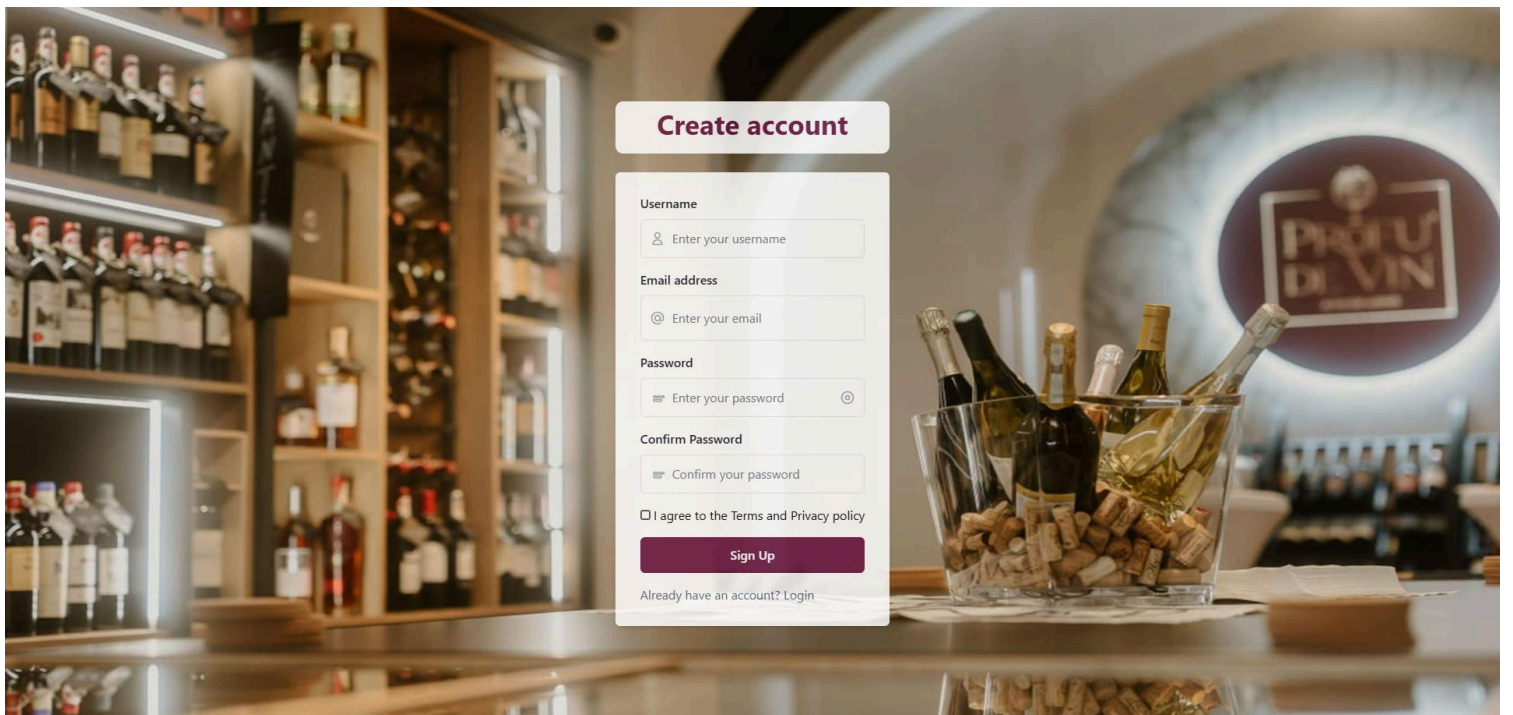 Create account
Username
Enter your username
Email address
@ Enter your email
Password
Enter your password
Confirm Password
Confirm your password
I agree to the Terms and Privacy policy
Sign Up
Already have an account? Login
PROFU'
DE VIN